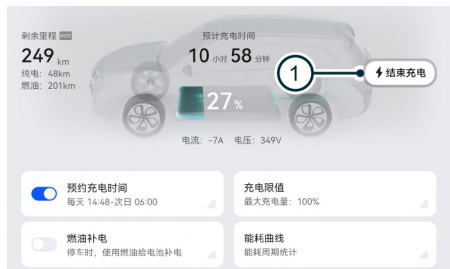 剩余里程 WLTC
249 km
纯电: 48km
燃油: 201km
预计充电时间
10 小时 58 分钟
1
结束充电
27%
电流: -7A 电压: 349V
预约充电时间
每天 14:48-次日 06:00
充电限值
最大充电量: 100%
燃油补电
停车时，使用燃油给电池补电
能耗曲线
能耗周期统计